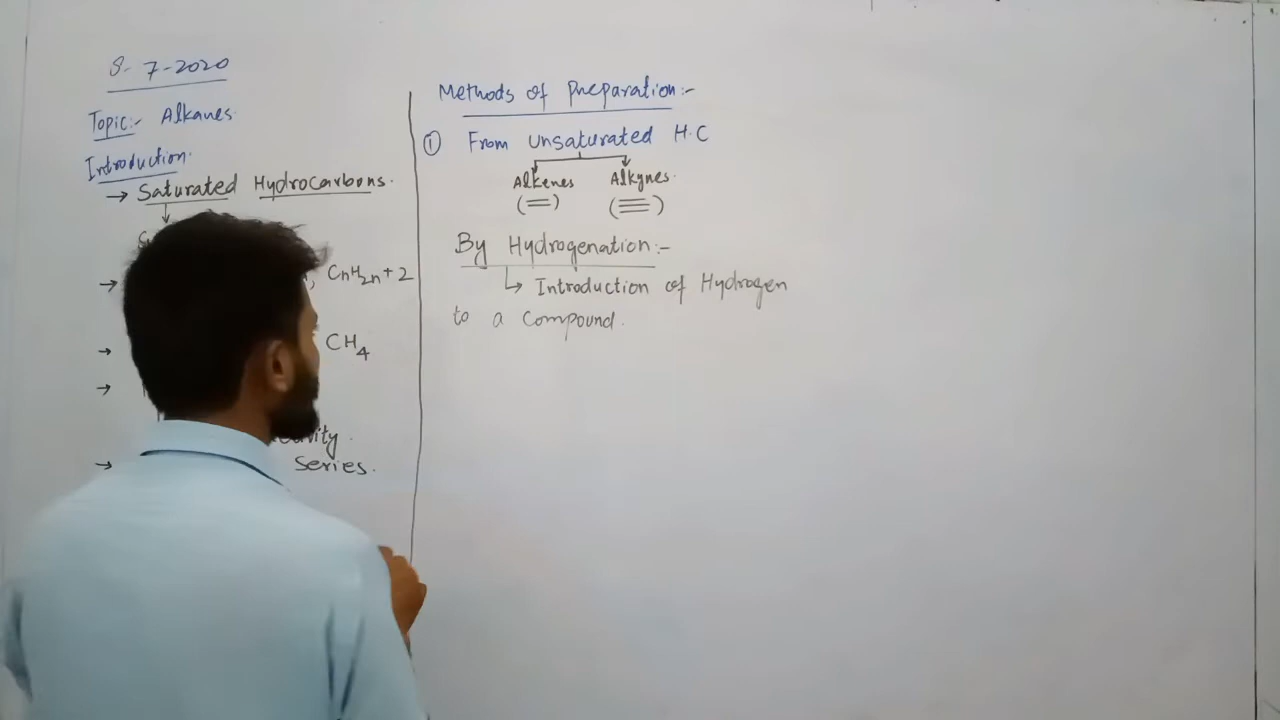 8-7-2020
Topic:- Alkanes.
Introduction.
→ Saturated Hydrocarbons.
→ , CnH2n+2
→ CH4
→
→ Series.
Methods of Preparation:-
① From Unsaturated H.C
Alkenes Alkynes.
(=) (≡)
By Hydrogenation:-
↳ Introduction of Hydrogen
to a Compound.